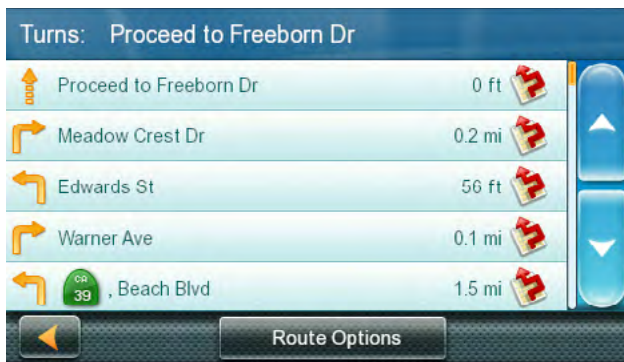 Turns: Proceed to Freeborn Dr
Proceed to Freeborn Dr 0 ft
Meadow Crest Dr 0.2 mi
Edwards St 56 ft
Warner Ave 0.1 mi
CA 39 , Beach Blvd 1.5 mi
Route Options